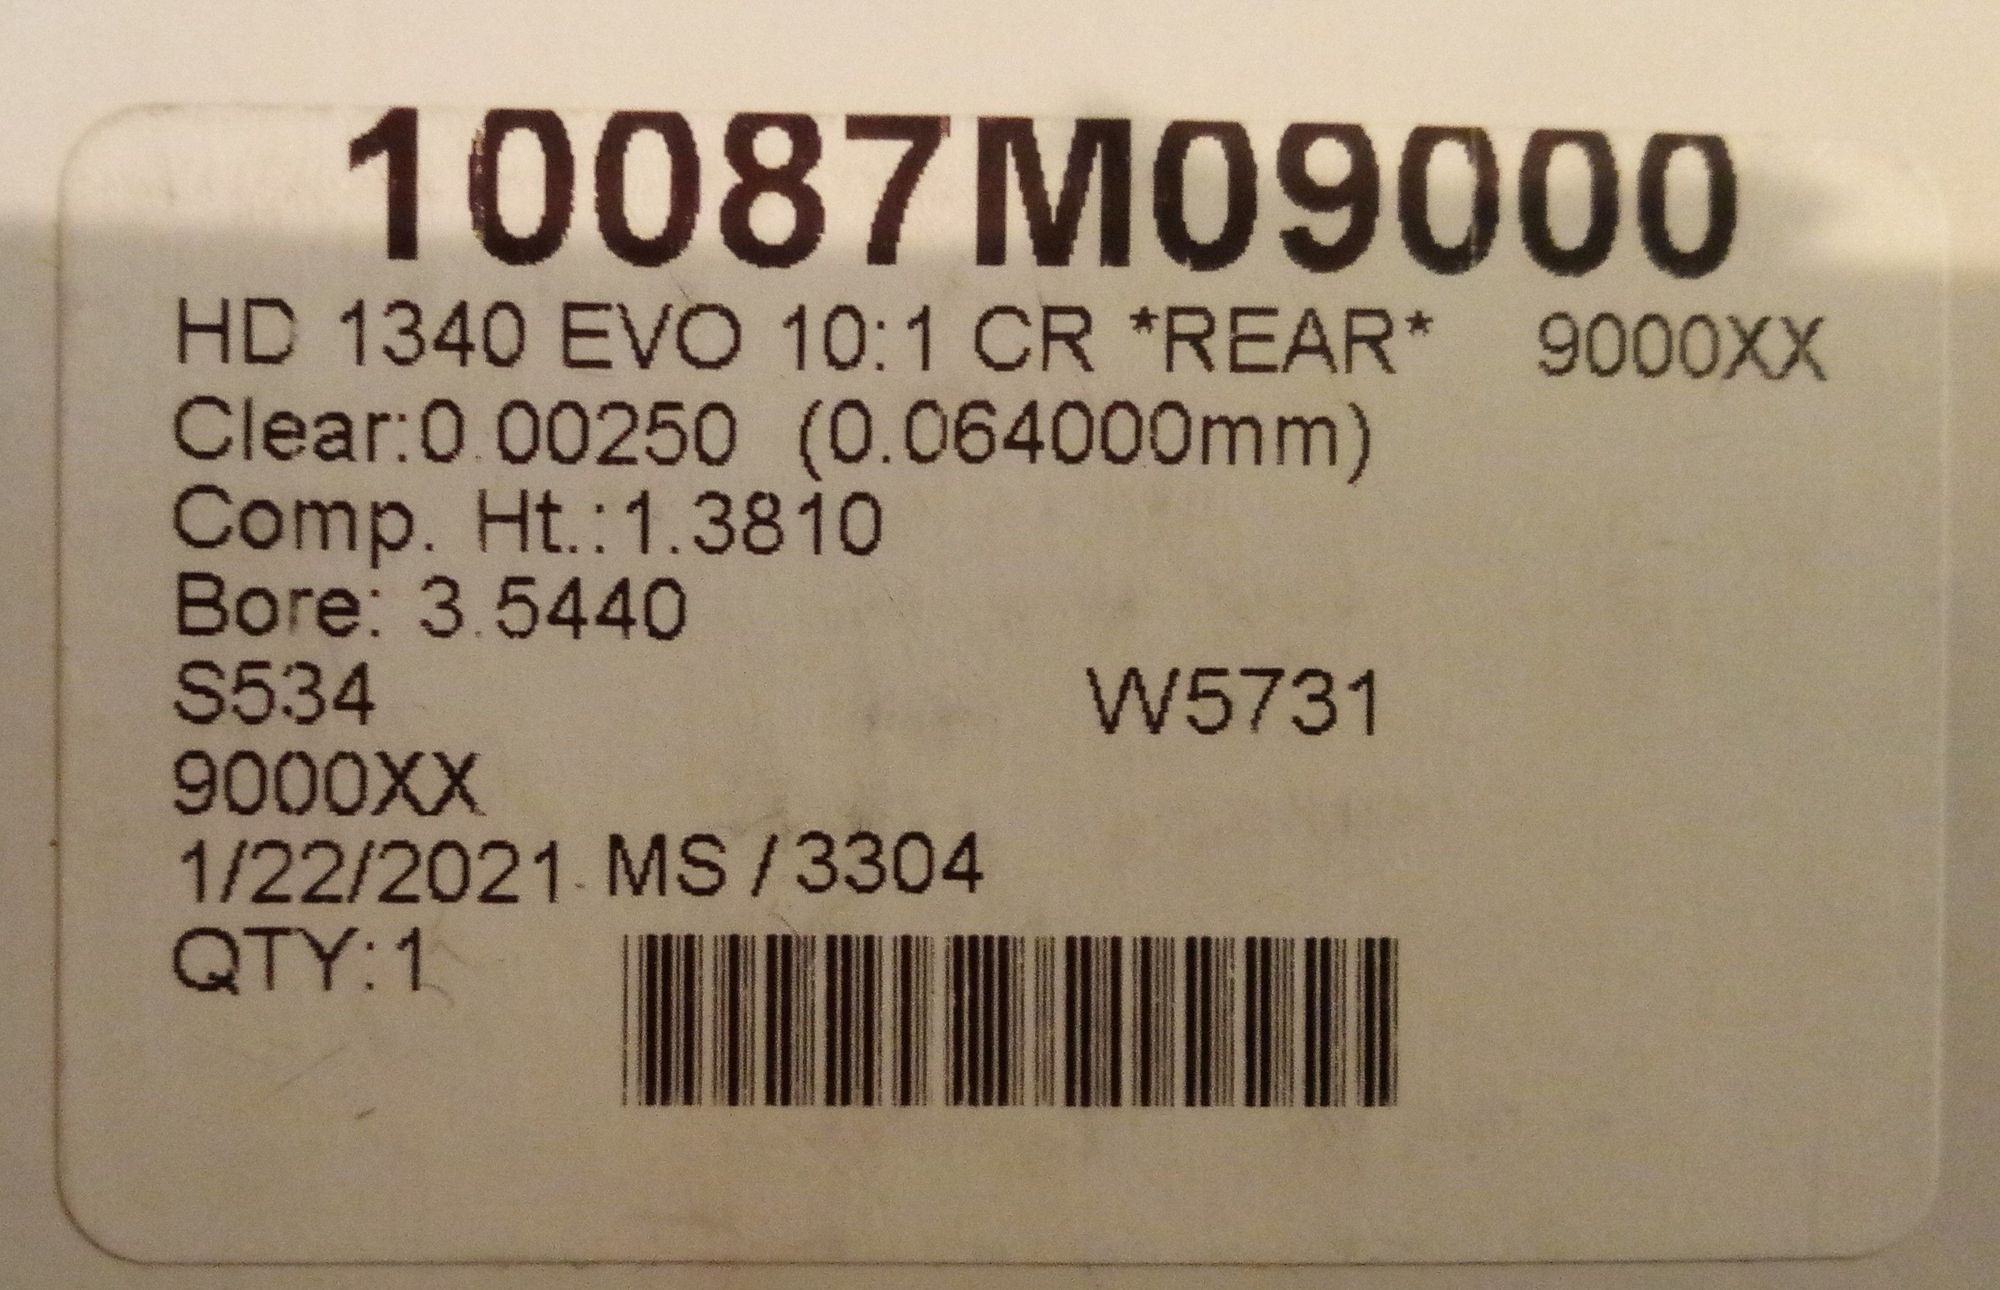 10087M09000
HD 1340 EVO 10:1 CR *REAR* 9000XX
Clear:0.00250 (0.064000mm)
Comp. Ht.:1.3810
Bore: 3.5440
S534 W5731
9000XX
1/22/2021 MS / 3304
QTY:1